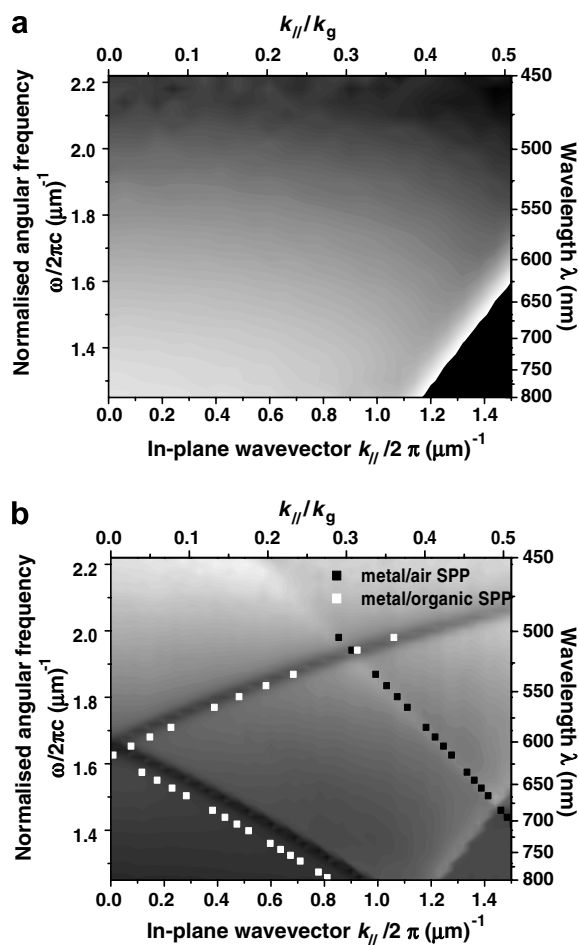 a
k///kg
0.0 0.1 0.2 0.3 0.4 0.5
Normalised angular frequency
ω/2πc (μm)-1
2.2
2.0
1.8
1.6
1.4
450
500
550
600
650
700
750
800
Wavelength λ (nm)
0.0 0.2 0.4 0.6 0.8 1.0 1.2 1.4
In-plane wavevector k///2 π (μm)-1
b
k///kg
0.0 0.1 0.2 0.3 0.4 0.5
metal/air SPP
metal/organic SPP
Normalised angular frequency
ω/2πc (μm)-1
2.2
2.0
1.8
1.6
1.4
450
500
550
600
650
700
750
800
Wavelength λ (nm)
0.0 0.2 0.4 0.6 0.8 1.0 1.2 1.4
In-plane wavevector k///2 π (μm)-1